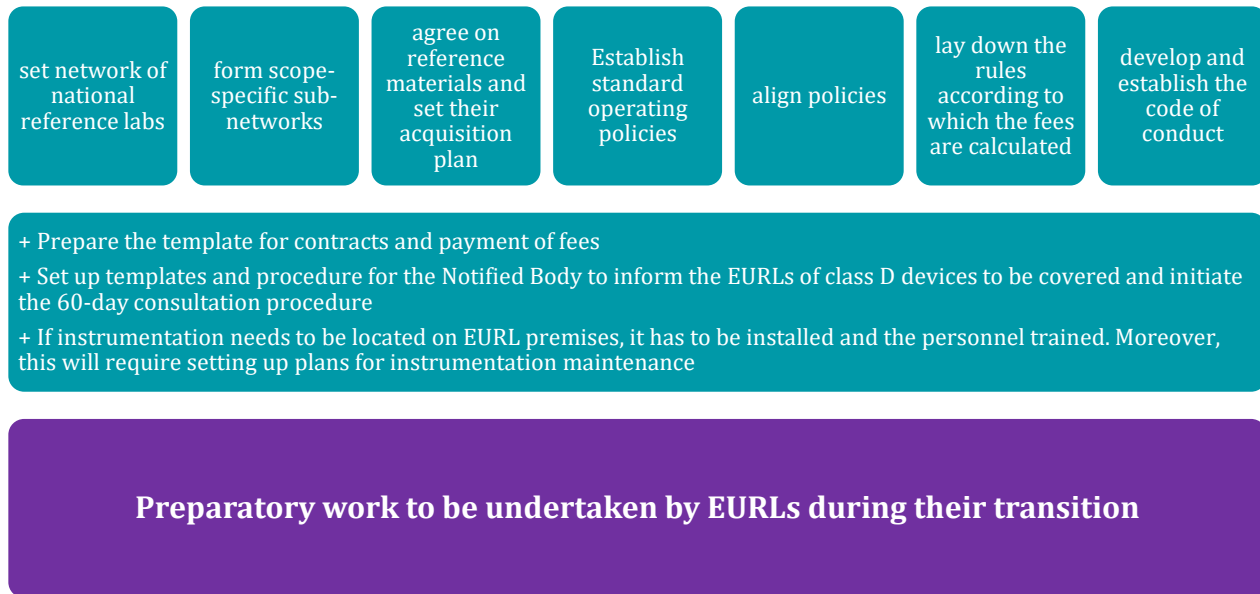 set network of
national
reference labs
form scope-
specific sub-
networks
agree on
reference
materials and
set their
acquisition
plan
Establish
standard
operating
policies
align policies
lay down the
rules
according to
which the fees
are calculated
develop and
establish the
code of
conduct
+ Prepare the template for contracts and payment of fees
+ Set up templates and procedure for the Notified Body to inform the EURLs of class D devices to be covered and initiate
the 60-day consultation procedure
+ If instrumentation needs to be located on EURL premises, it has to be installed and the personnel trained. Moreover,
this will require setting up plans for instrumentation maintenance
Preparatory work to be undertaken by EURLs during their transition